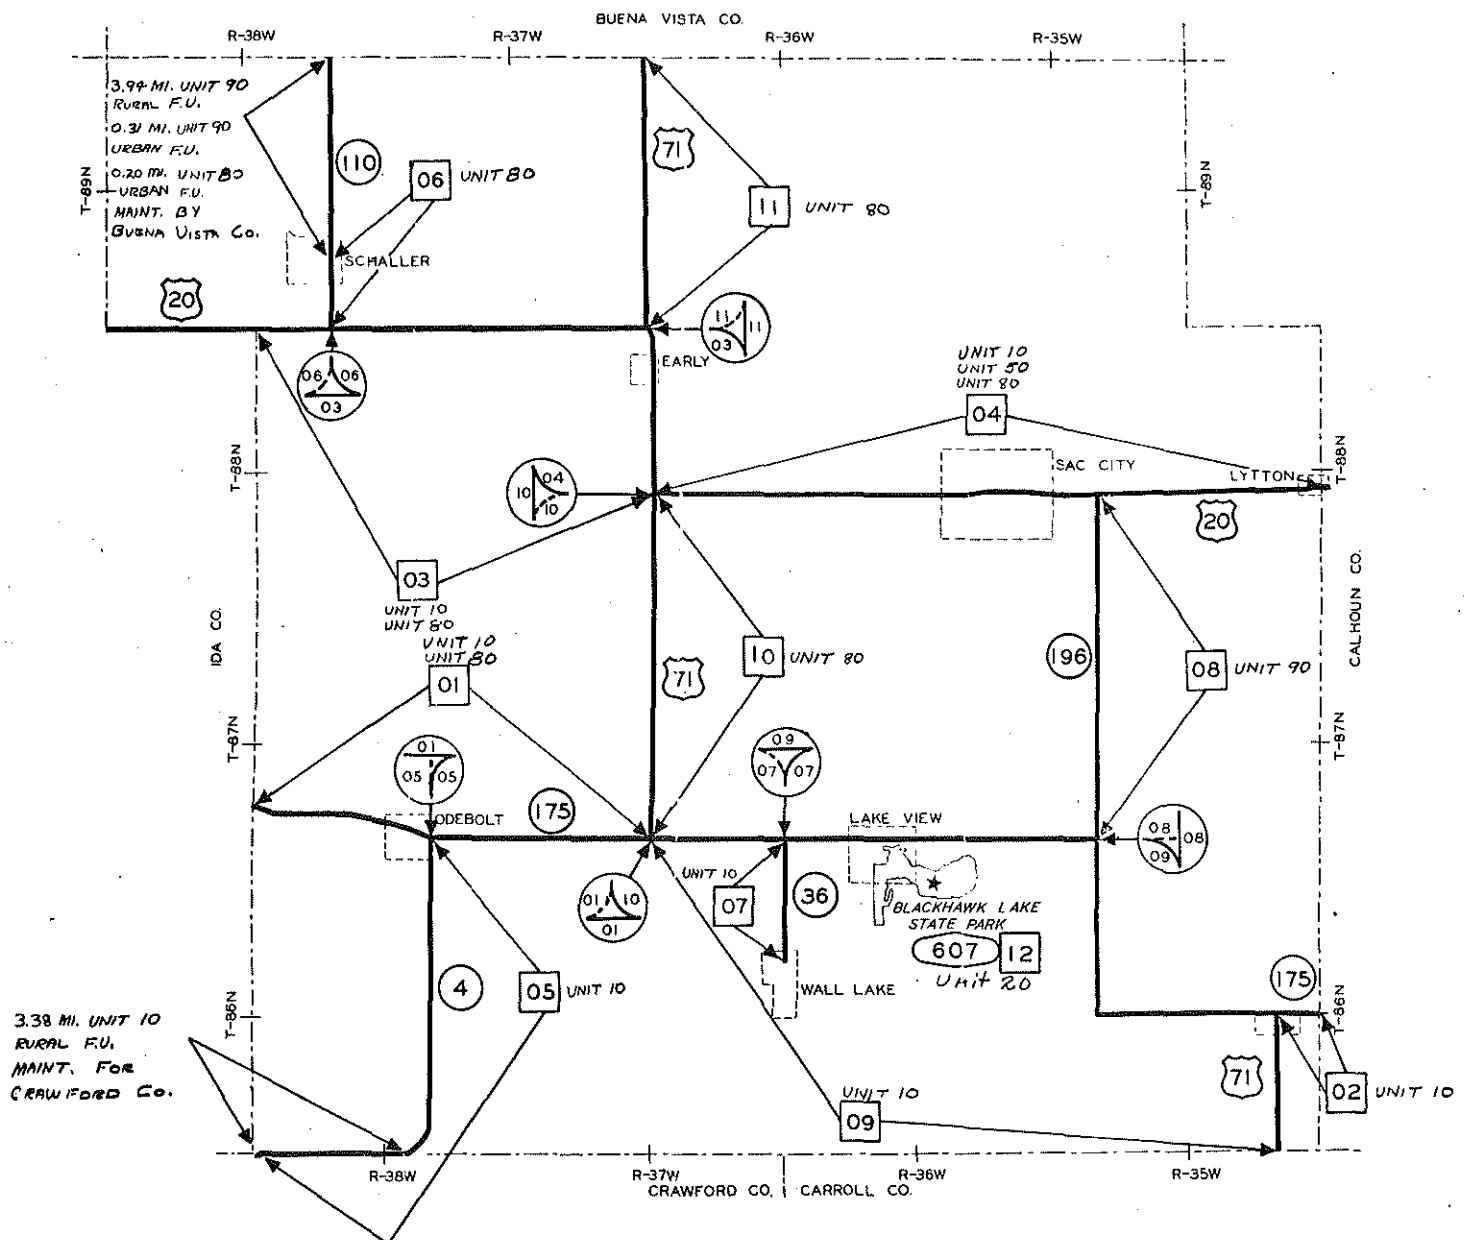 BUENA VISTA CO.
R-38W
R-37W
R-36W
R-35W
3.94 MI. UNIT 90
RURAL F.U.
0.31 MI. UNIT 90
URBAN F.U.
0.20 MI. UNIT 80
URBAN F.U.
MAINT. BY
BUENA VISTA CO.
T-89N
110
71
06 UNIT 80
11 UNIT 80
T-89N
SCHALLER
20
11
03
11
06
06
03
EARLY
UNIT 10
UNIT 50
UNIT 80
04
T-88N
SAC CITY
LYTTON
T-88N
10
04
10
20
03
UNIT 10
UNIT 80
IDA CO.
CALHOUN CO.
UNIT 10
UNIT 80
01
71
10 UNIT 80
196
08 UNIT 90
T-87N
T-87N
01
05
05
09
07
07
ODEBOLT
175
LAKE VIEW
08
09
08
01
10
01
UNIT 10
07
36
BLACKHAWK LAKE
STATE PARK
607
12
Unit 20
4
05 UNIT 10
WALL LAKE
175
T-86N
T-86N
3.38 MI. UNIT 10
RURAL F.U.
MAINT. FOR
CRAWFORD CO.
71
02 UNIT 10
UNIT 10
09
R-38W
R-37W
R-36W
R-35W
CRAWFORD CO.
CARROLL CO.